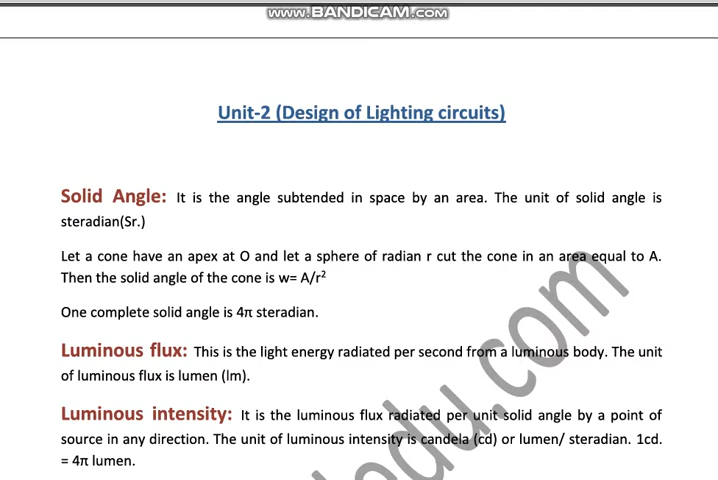 www.BANDICAM.com
Unit-2 (Design of Lighting circuits)
Solid Angle: It is the angle subtended in space by an area. The unit of solid angle is
steradian(Sr.)
Let a cone have an apex at O and let a sphere of radian r cut the cone in an area equal to A.
Then the solid angle of the cone is w= A/r²
One complete solid angle is 4π steradian.
Luminous flux: This is the light energy radiated per second from a luminous body. The unit
of luminous flux is lumen (lm).
Luminous intensity: It is the luminous flux radiated per unit solid angle by a point of
source in any direction. The unit of luminous intensity is candela (cd) or lumen/ steradian. 1cd.
= 4π lumen.